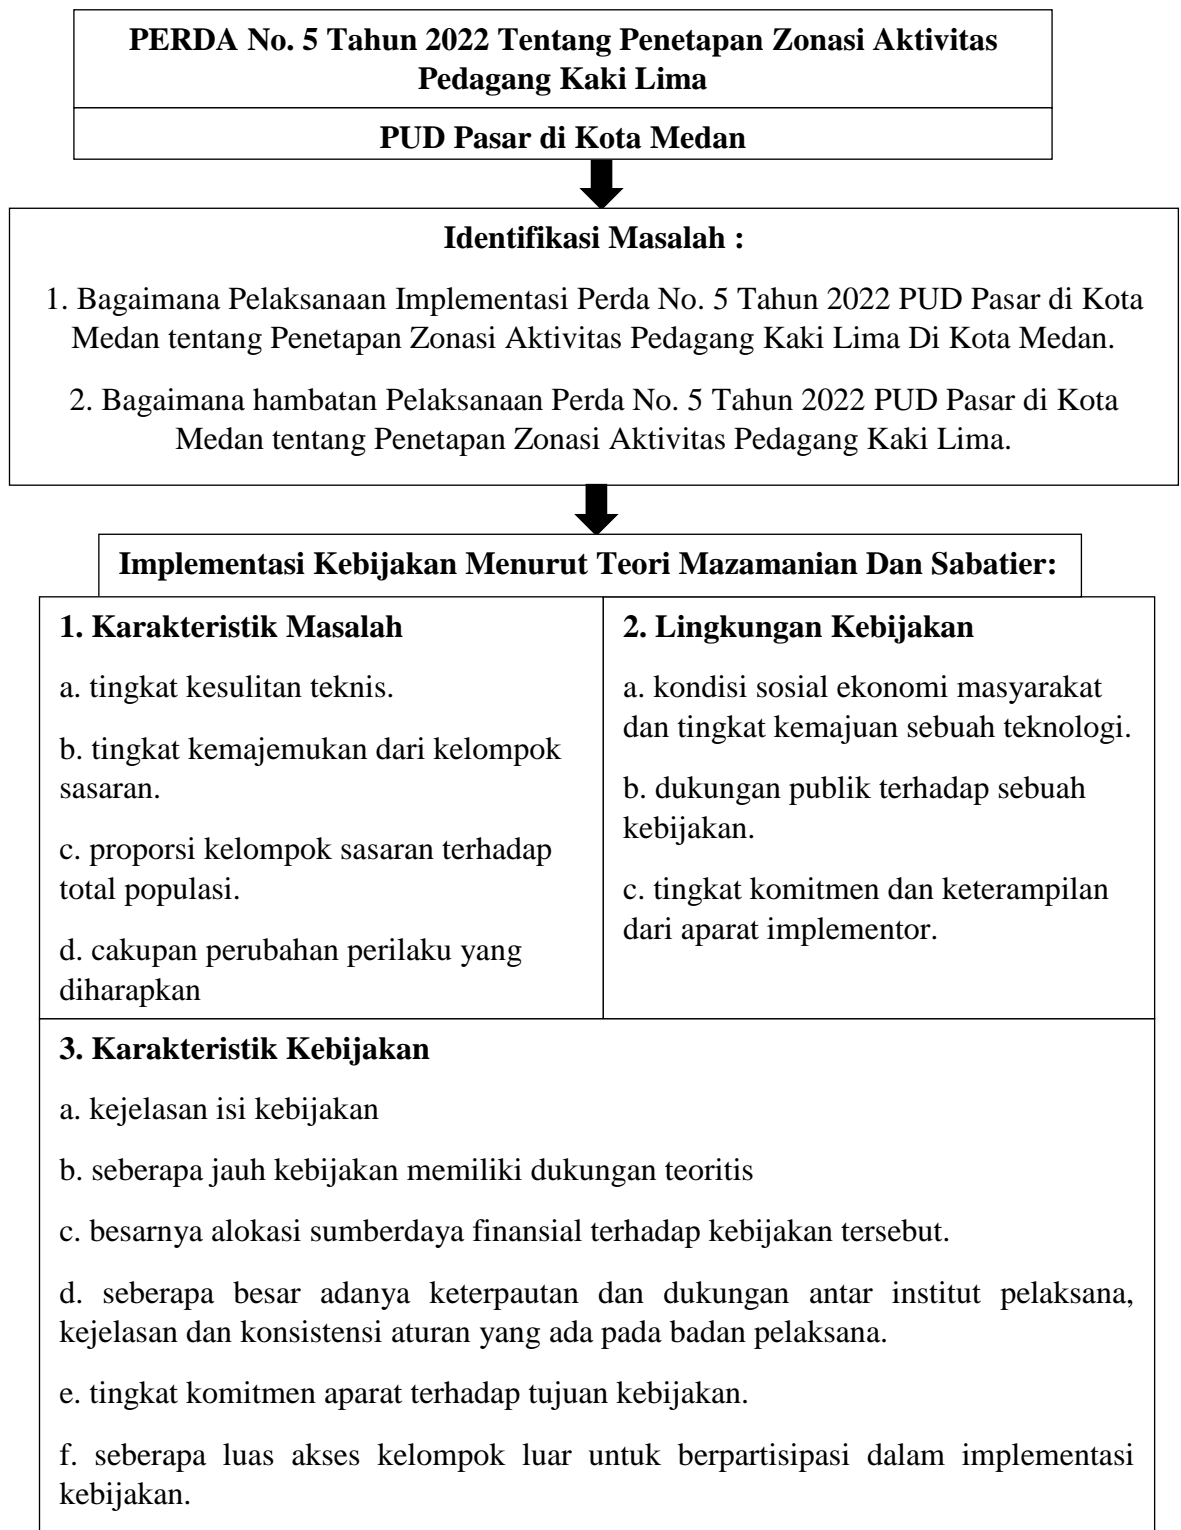 PERDA No. 5 Tahun 2022 Tentang Penetapan Zonasi Aktivitas
Pedagang Kaki Lima
PUD Pasar di Kota Medan
Identifikasi Masalah :
1. Bagaimana Pelaksanaan Implementasi Perda No. 5 Tahun 2022 PUD Pasar di Kota
Medan tentang Penetapan Zonasi Aktivitas Pedagang Kaki Lima Di Kota Medan.
2. Bagaimana hambatan Pelaksanaan Perda No. 5 Tahun 2022 PUD Pasar di Kota
Medan tentang Penetapan Zonasi Aktivitas Pedagang Kaki Lima.
Implementasi Kebijakan Menurut Teori Mazamanian Dan Sabatier:
1. Karakteristik Masalah
a. tingkat kesulitan teknis.
b. tingkat kemajemukan dari kelompok
sasaran.
c. proporsi kelompok sasaran terhadap
total populasi.
d. cakupan perubahan perilaku yang
diharapkan
2. Lingkungan Kebijakan
a. kondisi sosial ekonomi masyarakat
dan tingkat kemajuan sebuah teknologi.
b. dukungan publik terhadap sebuah
kebijakan.
c. tingkat komitmen dan keterampilan
dari aparat implementor.
3. Karakteristik Kebijakan
a. kejelasan isi kebijakan
b. seberapa jauh kebijakan memiliki dukungan teoritis
c. besarnya alokasi sumberdaya finansial terhadap kebijakan tersebut.
d. seberapa besar adanya keterpautan dan dukungan antar institut pelaksana,
kejelasan dan konsistensi aturan yang ada pada badan pelaksana.
e. tingkat komitmen aparat terhadap tujuan kebijakan.
f. seberapa luas akses kelompok luar untuk berpartisipasi dalam implementasi
kebijakan.